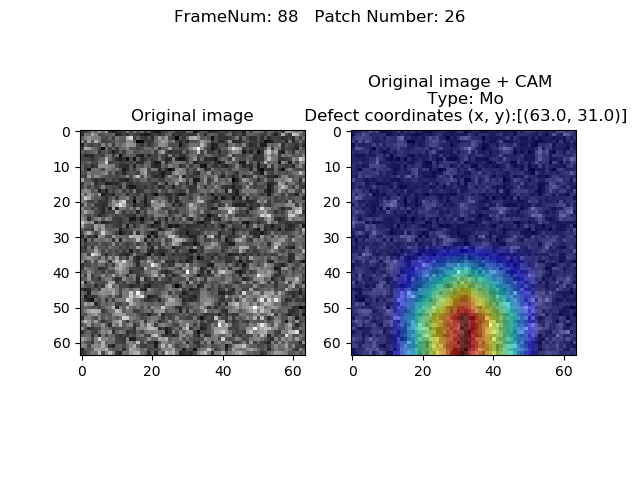 FrameNum: 88   Patch Number: 26
Original image
Original image + CAM
Type: Mo
Defect coordinates (x, y):[(63.0, 31.0)]
0
10
20
30
40
50
60
0 20 40 60
0
10
20
30
40
50
60
0 20 40 60